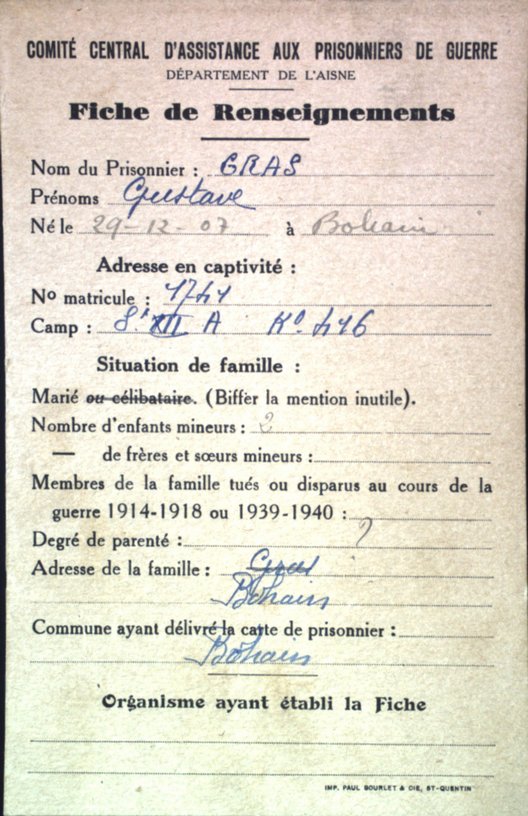 COMITÉ CENTRAL D'ASSISTANCE AUX PRISONNIERS DE GUERRE
DÉPARTEMENT DE L'AISNE
Fiche de Renseignements
Nom du Prisonnier : GRAS
Prénoms Gustave
Né le 29-12-07 à Bohain
Adresse en captivité :
No matricule : 1741
Camp : St XII A Ko. 416
Situation de famille :
Marié ou célibataire. (Biffer la mention inutile).
Nombre d'enfants mineurs : 2
— de frères et sœurs mineurs :
Membres de la famille tués ou disparus au cours de la
guerre 1914-1918 ou 1939-1940 : ?
Degré de parenté :
Adresse de la famille : Gras
Bohain
Commune ayant délivré la carte de prisonnier :
Bohain
Organisme ayant établi la Fiche
IMP. PAUL BOURLET & CIE, ST-QUENTIN